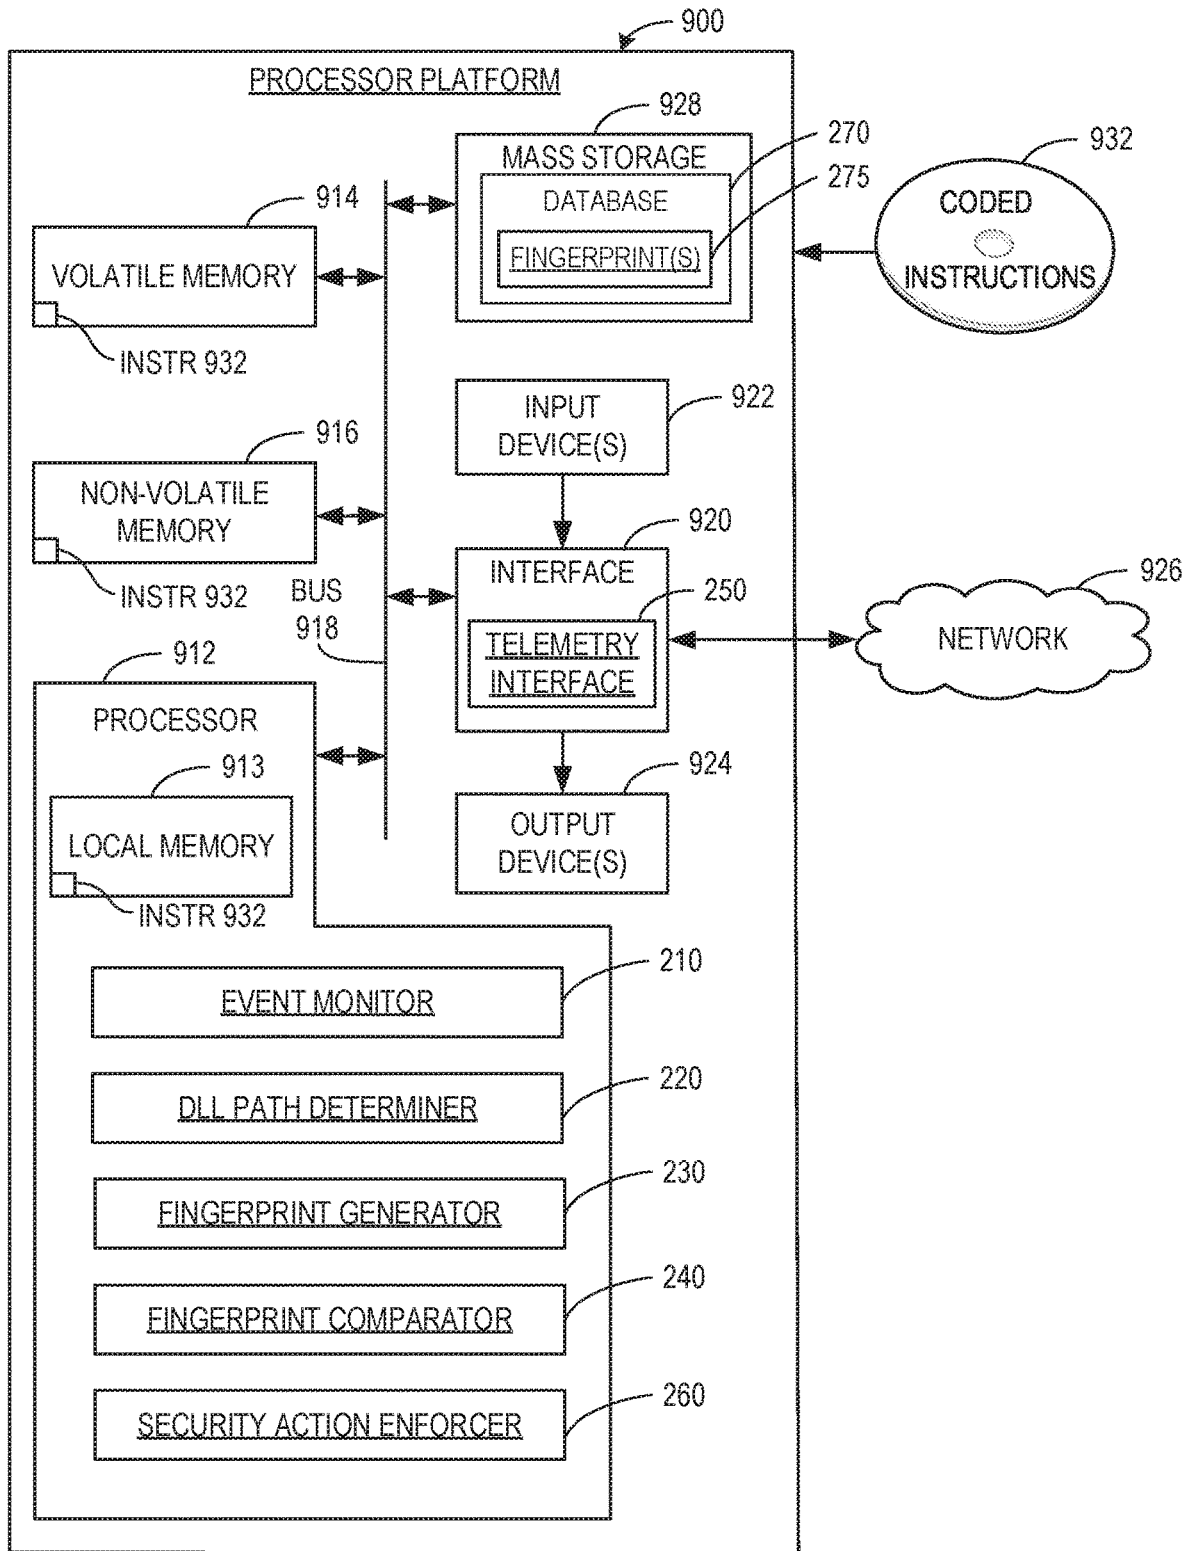 900
PROCESSOR PLATFORM
928
MASS STORAGE
270
DATABASE
275
FINGERPRINT(S)
932
CODED
INSTRUCTIONS
914
VOLATILE MEMORY
INSTR 932
922
INPUT
DEVICE(S)
916
NON-VOLATILE
MEMORY
INSTR 932
920
INTERFACE
250
TELEMETRY
INTERFACE
926
NETWORK
BUS
918
912
PROCESSOR
913
LOCAL MEMORY
INSTR 932
924
OUTPUT
DEVICE(S)
210
EVENT MONITOR
220
DLL PATH DETERMINER
230
FINGERPRINT GENERATOR
240
FINGERPRINT COMPARATOR
260
SECURITY ACTION ENFORCER